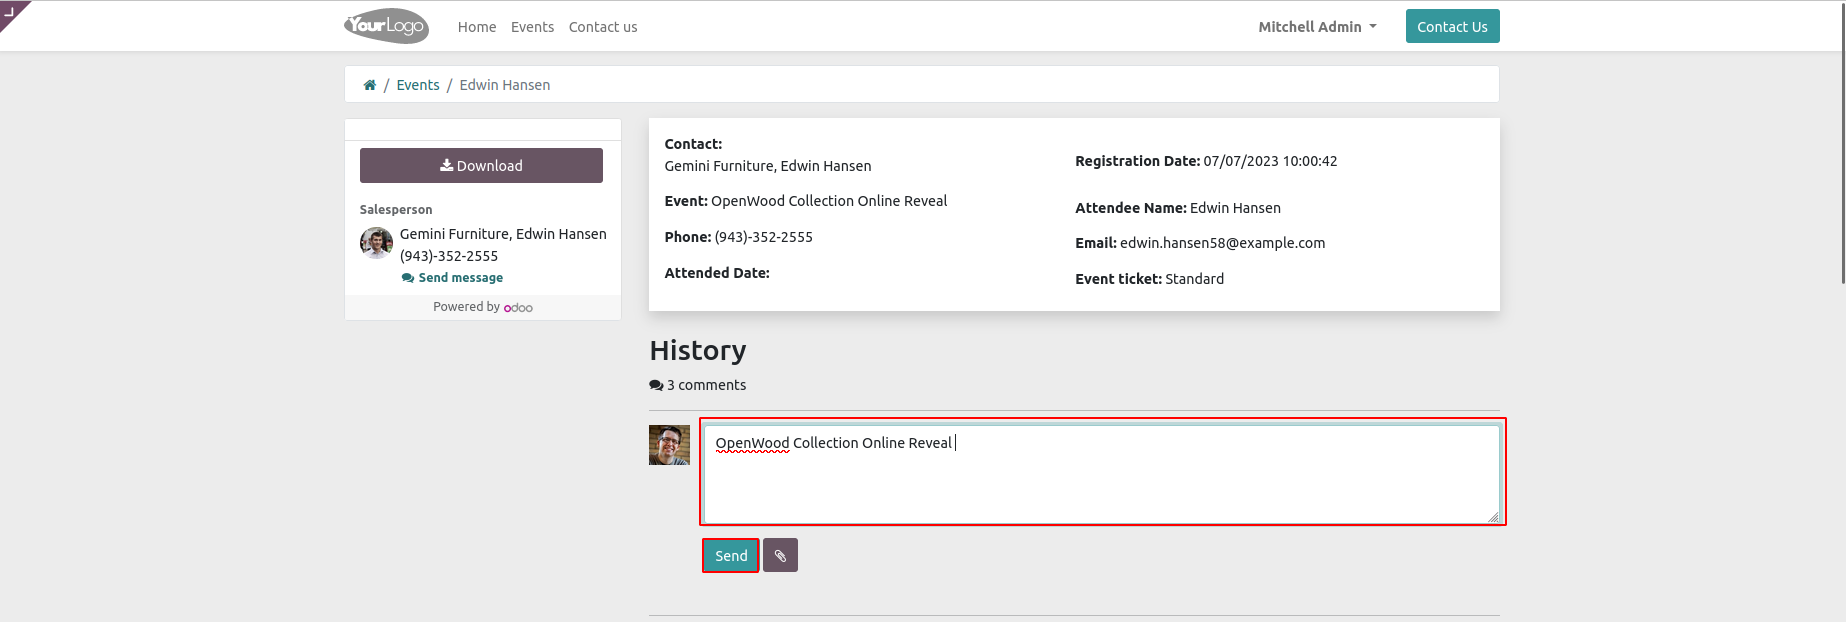 YourLogo
Home Events Contact us
Mitchell Admin
Contact Us
/ Events / Edwin Hansen
Download
Salesperson
Gemini Furniture, Edwin Hansen
(943)-352-2555
Send message
Powered by odoo
Contact:
Gemini Furniture, Edwin Hansen
Event: OpenWood Collection Online Reveal
Phone: (943)-352-2555
Attended Date:
Registration Date: 07/07/2023 10:00:42
Attendee Name: Edwin Hansen
Email: edwin.hansen58@example.com
Event ticket: Standard
History
3 comments
OpenWood Collection Online Reveal
Send